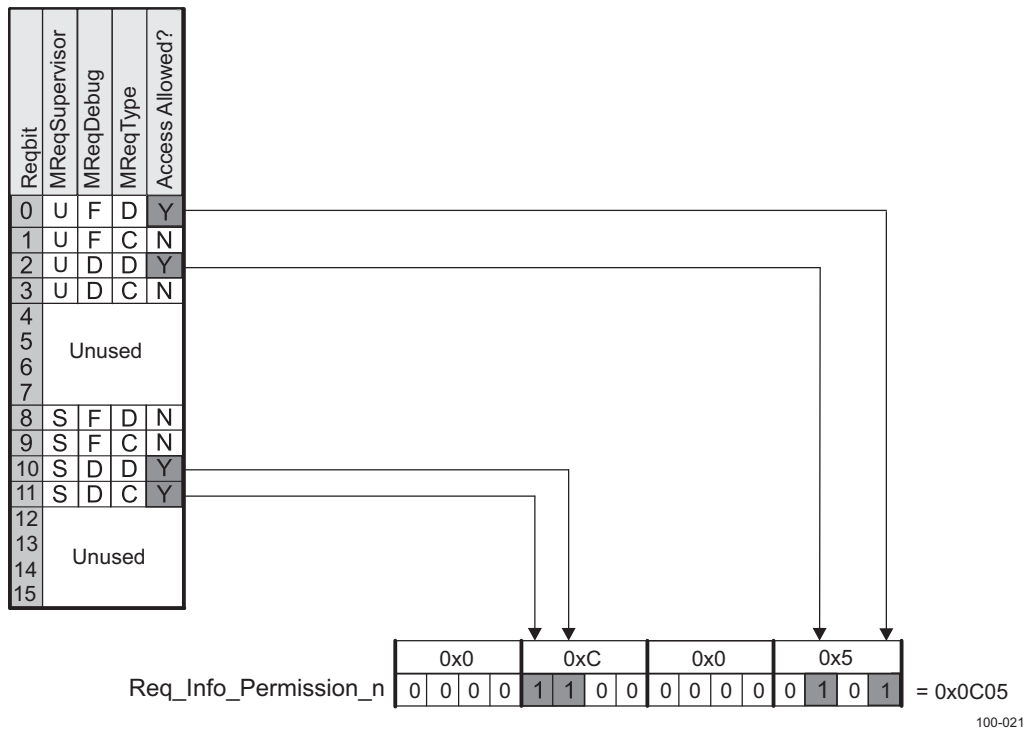 Reqbit MReqSupervisor MReqDebug MReqType Access Allowed?
0 U F D Y
1 U F C N
2 U D D Y
3 U D C N
4
5
6
7
Unused
8 S F D N
9 S F C N
10 S D D Y
11 S D C Y
12
13
14
15
Unused
0x0 0xC 0x0 0x5
Req_Info_Permission_n 0 0 0 0 1 1 0 0 0 0 0 0 0 1 0 1 = 0x0C05
100-021